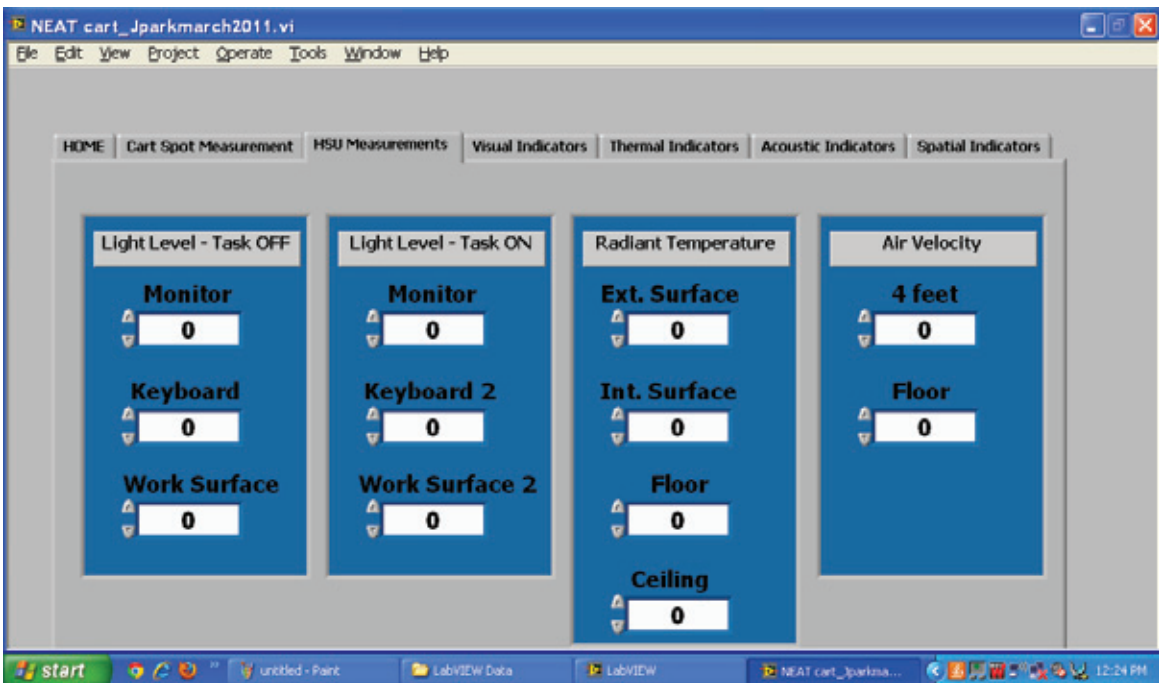 NEAT cart_Jparkmarch2011.vi
File Edit View Project Operate Tools Window Help
HOME Cart Spot Measurement HSU Measurements Visual Indicators Thermal Indicators Acoustic Indicators Spatial Indicators
Light Level - Task OFF
Monitor
0
Keyboard
0
Work Surface
0
Light Level - Task ON
Monitor
0
Keyboard 2
0
Work Surface 2
0
Radiant Temperature
Ext. Surface
0
Int. Surface
0
Floor
0
Ceiling
0
Air Velocity
4 feet
0
Floor
0
start » untitled - Paint LabVIEW Data LabVIEW NEAT cart_Jparkma... 12:24 PM